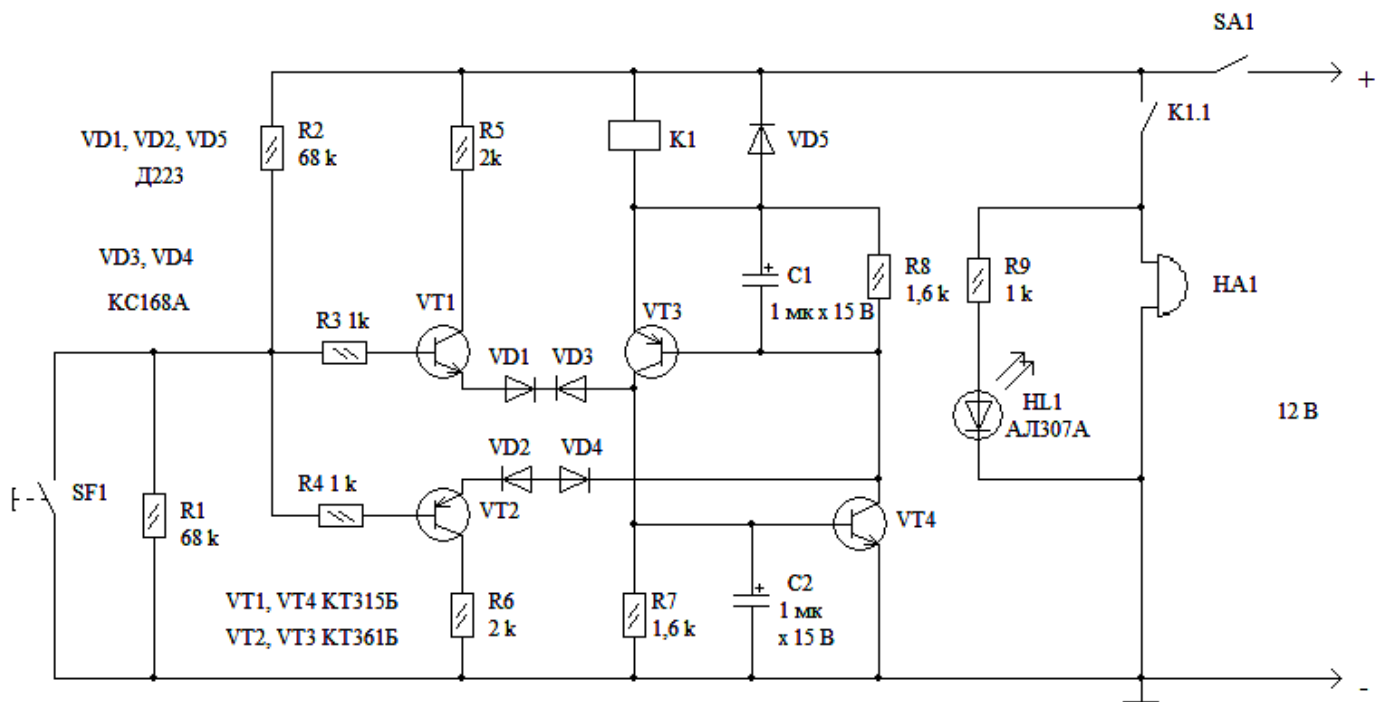 SA1
+
K1.1
R2
68 k
R5
2k
K1
VD5
VD1, VD2, VD5
Д223
VD3, VD4
КС168А
R3 1k
VT1
VD1
VD3
VT3
+
C1
1 мк x 15 В
R8
1,6 k
R9
1 k
HA1
HL1
АЛ307А
12 В
VD2
VD4
SF1
R1
68 k
R4 1 k
VT2
VT4
VT1, VT4 КТ315Б
VT2, VT3 КТ361Б
R6
2 k
R7
1,6 k
+
C2
1 мк
x 15 В
-